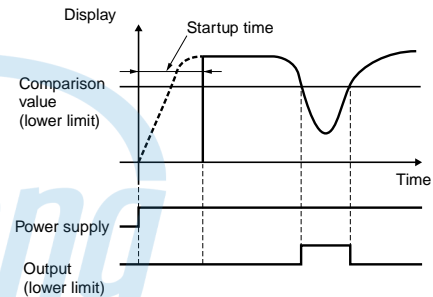 Display
Startup time
Comparison
value
(lower limit)
Time
Power supply
Output
(lower limit)